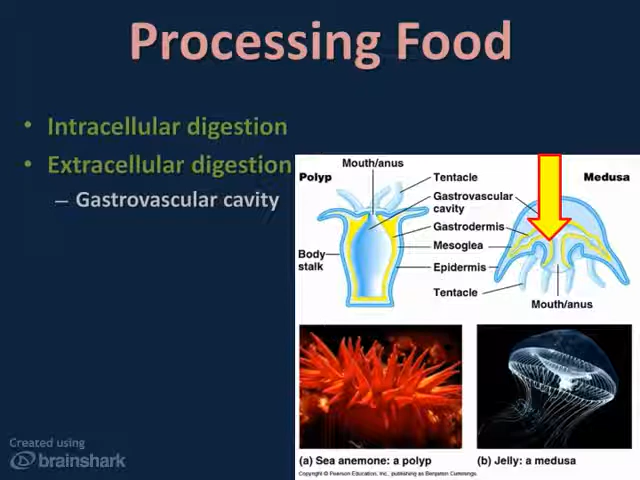 Processing Food
• Intracellular digestion
• Extracellular digestion
– Gastrovascular cavity
Mouth/anus
Polyp
Tentacle
Medusa
Gastrovascular
cavity
Gastrodermis
Mesoglea
Body
stalk
Epidermis
Tentacle
Mouth/anus
(a) Sea anemone: a polyp
(b) Jelly: a medusa
Copyright © Pearson Education, Inc., publishing as Benjamin Cummings.
Created using
brainshark